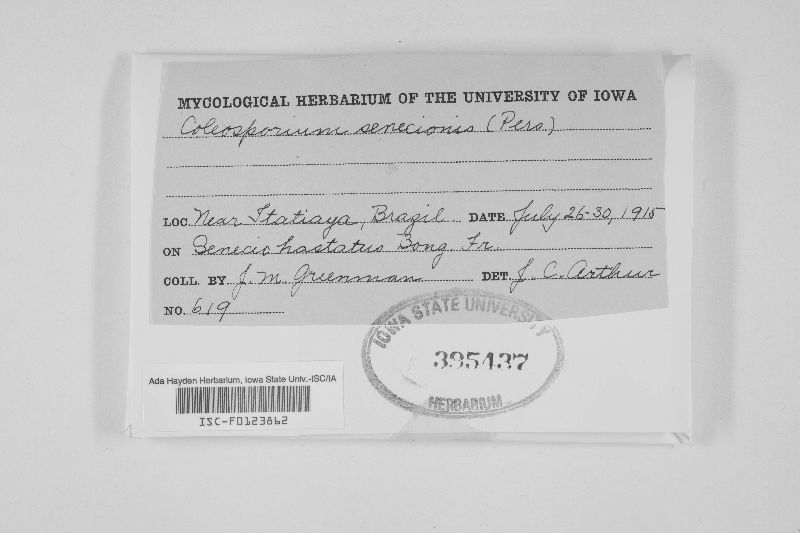 MYCOLOGICAL HERBARIUM OF THE UNIVERSITY OF IOWA
Coleosporium senecionis (Pers)
LOC. Near Itatiaya, Brazil DATE July 26-30, 1915
ON Senecio hastatus Bong. Fr.
COLL. BY J. M. Greenman DET. J. C. Arthur
NO. 619
IOWA STATE UNIVERSITY
395437
HERBARIUM
Ada Hayden Herbarium, Iowa State Univ.-ISC/IA
ISC-F0123862